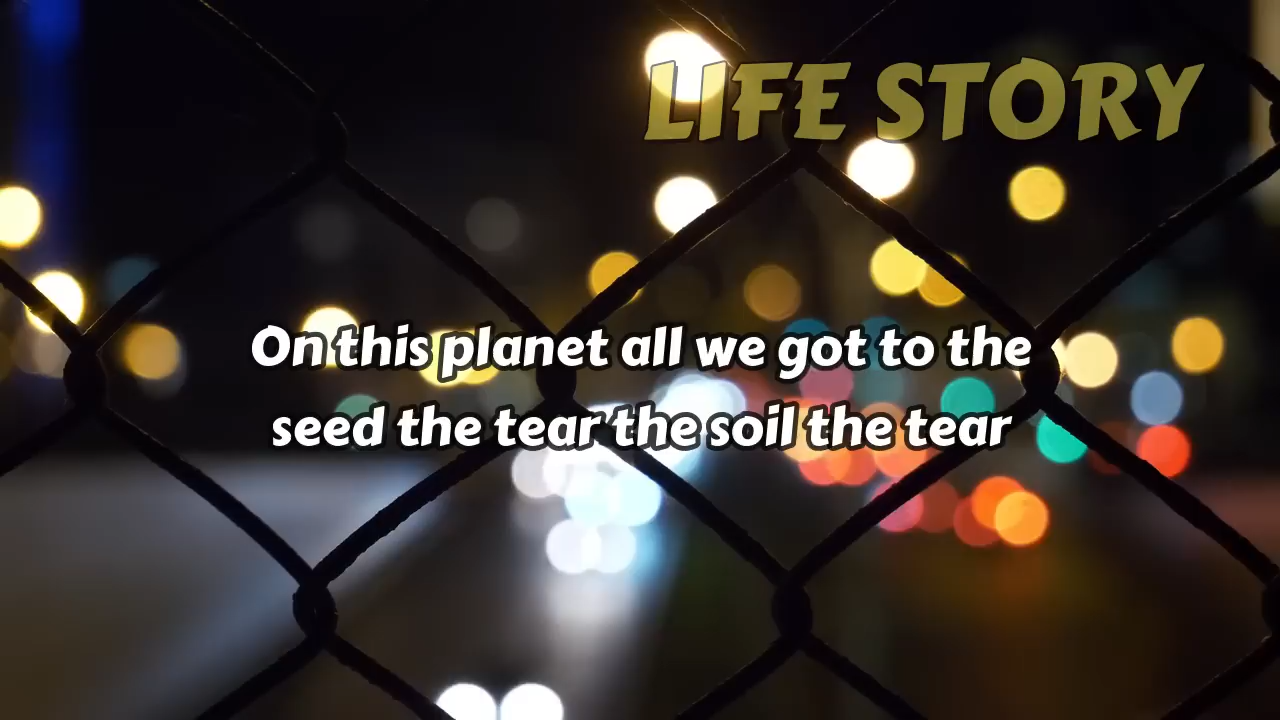 LIFE STORY
On this planet all we got to the
seed the tear the soil the tear